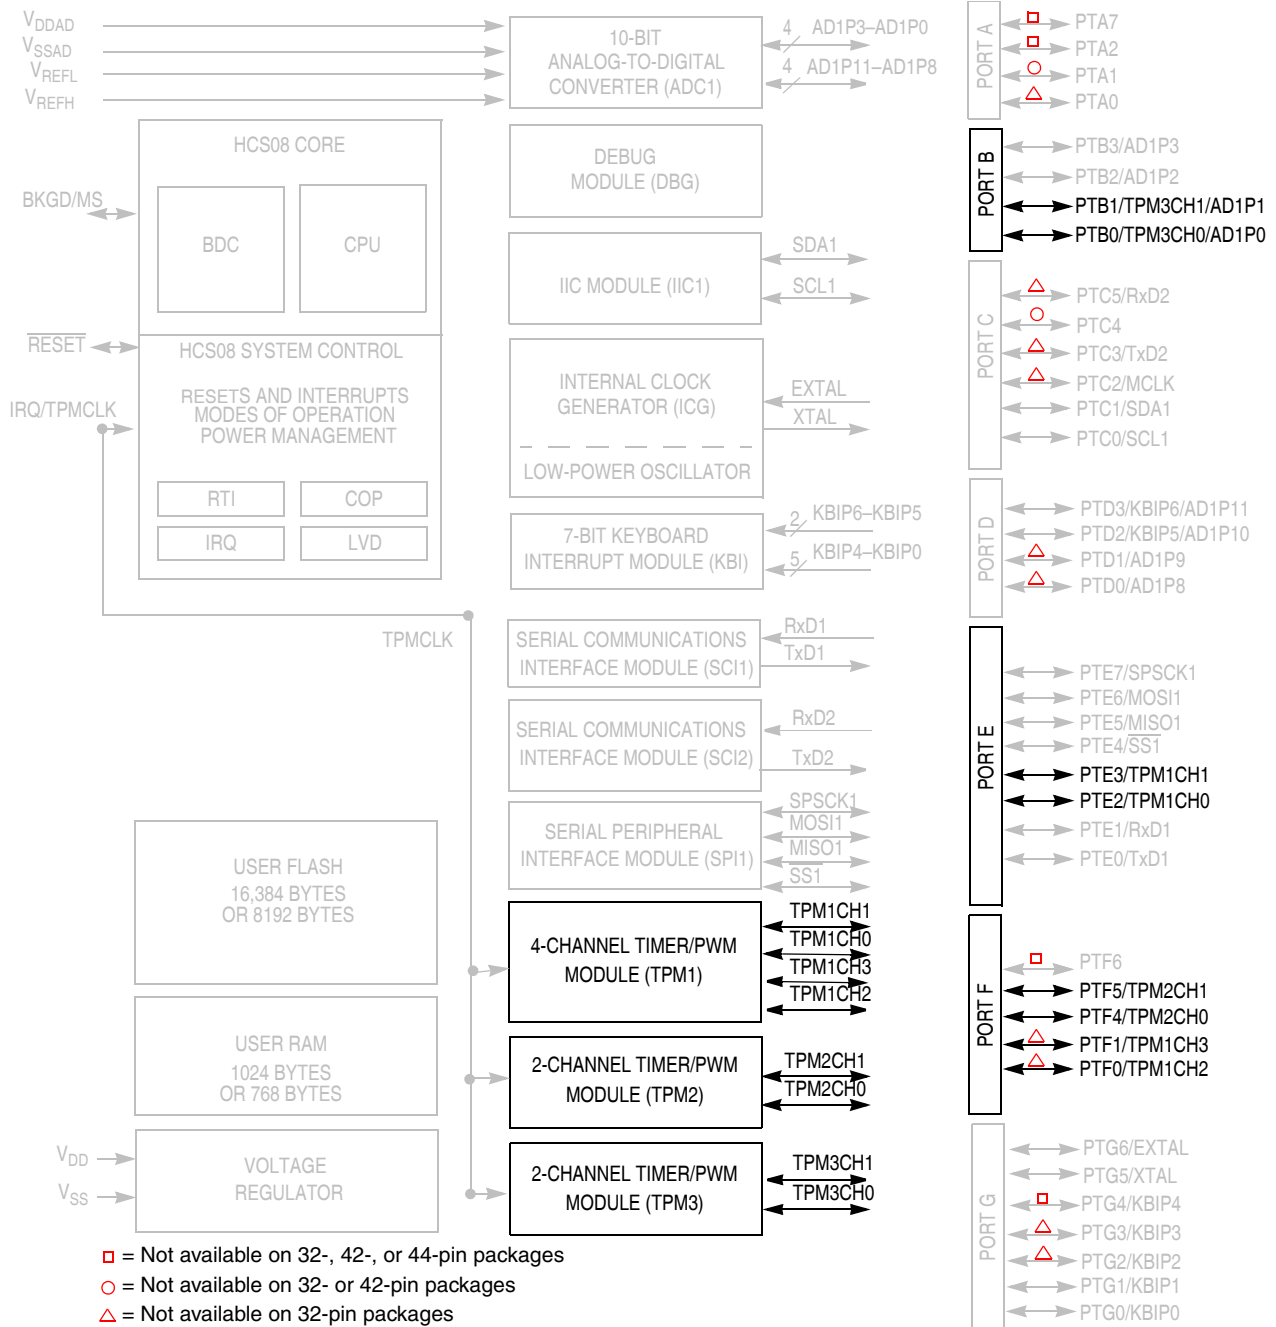 VDDAD
VSSAD
VREFL
VREFH
10-BIT
ANALOG-TO-DIGITAL
CONVERTER (ADC1)
4 AD1P3–AD1P0
4 AD1P11–AD1P8
HCS08 CORE
BDC
CPU
BKGD/MS
RESET
HCS08 SYSTEM CONTROL
RESETS AND INTERRUPTS
MODES OF OPERATION
POWER MANAGEMENT
IRQ/TPMCLK
RTI
COP
IRQ
LVD
TPMCLK
DEBUG
MODULE (DBG)
IIC MODULE (IIC1)
SDA1
SCL1
INTERNAL CLOCK
GENERATOR (ICG)
LOW-POWER OSCILLATOR
EXTAL
XTAL
7-BIT KEYBOARD
INTERRUPT MODULE (KBI)
2 KBIP6–KBIP5
5 KBIP4–KBIP0
SERIAL COMMUNICATIONS
INTERFACE MODULE (SCI1)
RxD1
TxD1
SERIAL COMMUNICATIONS
INTERFACE MODULE (SCI2)
RxD2
TxD2
SERIAL PERIPHERAL
INTERFACE MODULE (SPI1)
SPSCK1
MOSI1
MISO1
SS1
USER FLASH
16,384 BYTES
OR 8192 BYTES
USER RAM
1024 BYTES
OR 768 BYTES
VDD
VSS
VOLTAGE
REGULATOR
4-CHANNEL TIMER/PWM
MODULE (TPM1)
TPM1CH1
TPM1CH0
TPM1CH3
TPM1CH2
2-CHANNEL TIMER/PWM
MODULE (TPM2)
TPM2CH1
TPM2CH0
2-CHANNEL TIMER/PWM
MODULE (TPM3)
TPM3CH1
TPM3CH0
PORT A
PTA7
PTA2
PTA1
PTA0
PORT B
PTB3/AD1P3
PTB2/AD1P2
PTB1/TPM3CH1/AD1P1
PTB0/TPM3CH0/AD1P0
PORT C
PTC5/RxD2
PTC4
PTC3/TxD2
PTC2/MCLK
PTC1/SDA1
PTC0/SCL1
PORT D
PTD3/KBIP6/AD1P11
PTD2/KBIP5/AD1P10
PTD1/AD1P9
PTD0/AD1P8
PORT E
PTE7/SPSCK1
PTE6/MOSI1
PTE5/MISO1
PTE4/SS1
PTE3/TPM1CH1
PTE2/TPM1CH0
PTE1/RxD1
PTE0/TxD1
PORT F
PTF6
PTF5/TPM2CH1
PTF4/TPM2CH0
PTF1/TPM1CH3
PTF0/TPM1CH2
PORT G
PTG6/EXTAL
PTG5/XTAL
PTG4/KBIP4
PTG3/KBIP3
PTG2/KBIP2
PTG1/KBIP1
PTG0/KBIP0
= Not available on 32-, 42-, or 44-pin packages
= Not available on 32- or 42-pin packages
= Not available on 32-pin packages